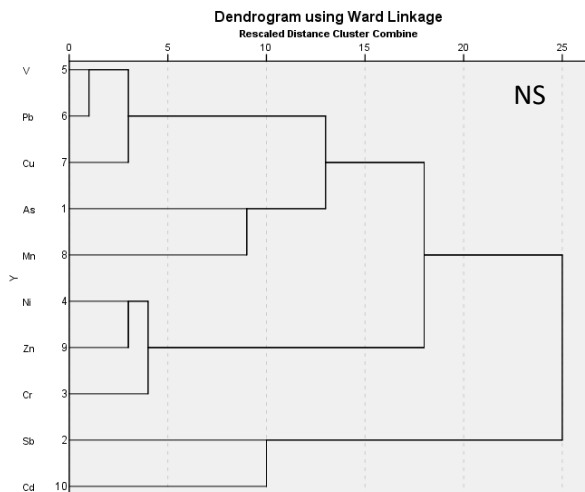 Dendrogram using Ward Linkage
Rescaled Distance Cluster Combine
0 5 10 15 20 25
NS
V 5
Pb 6
Cu 7
As 1
Mn 8
Y
Ni 4
Zn 9
Cr 3
Sb 2
Cd 10